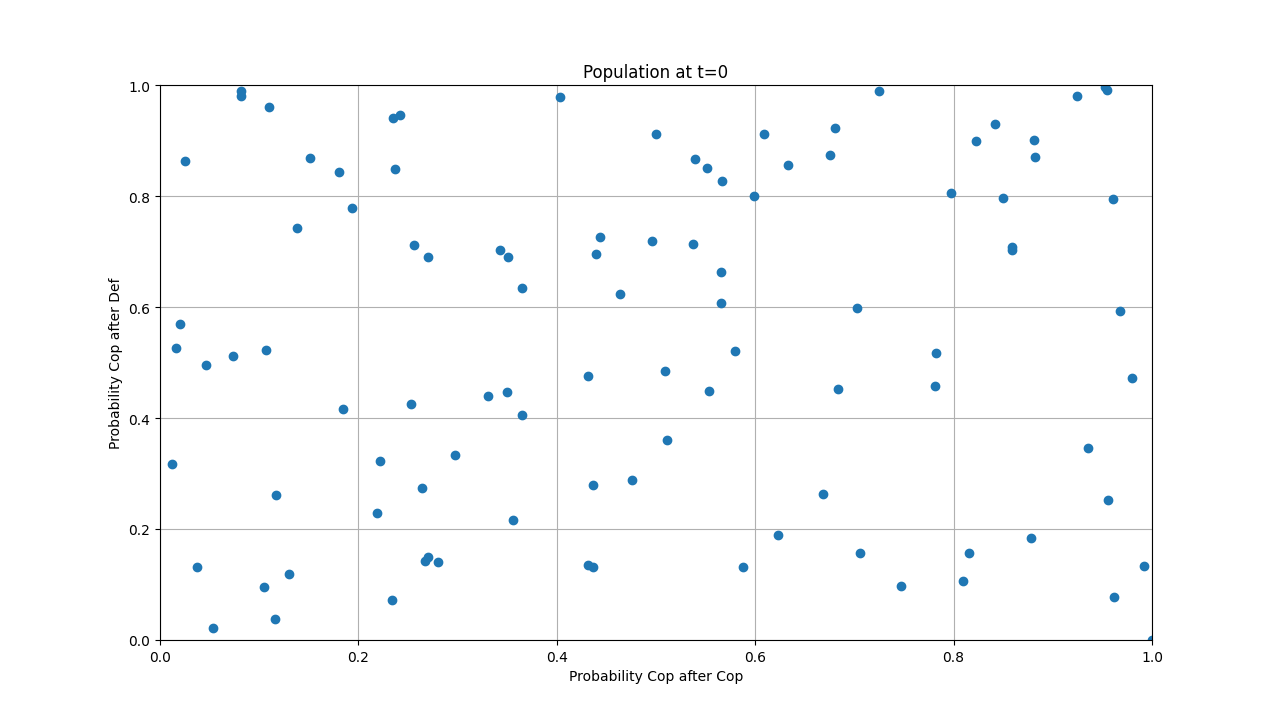 Population at t=0
1.0
0.8
0.6
0.4
0.2
0.0
Probability Cop after Def
0.0 0.2 0.4 0.6 0.8 1.0
Probability Cop after Cop